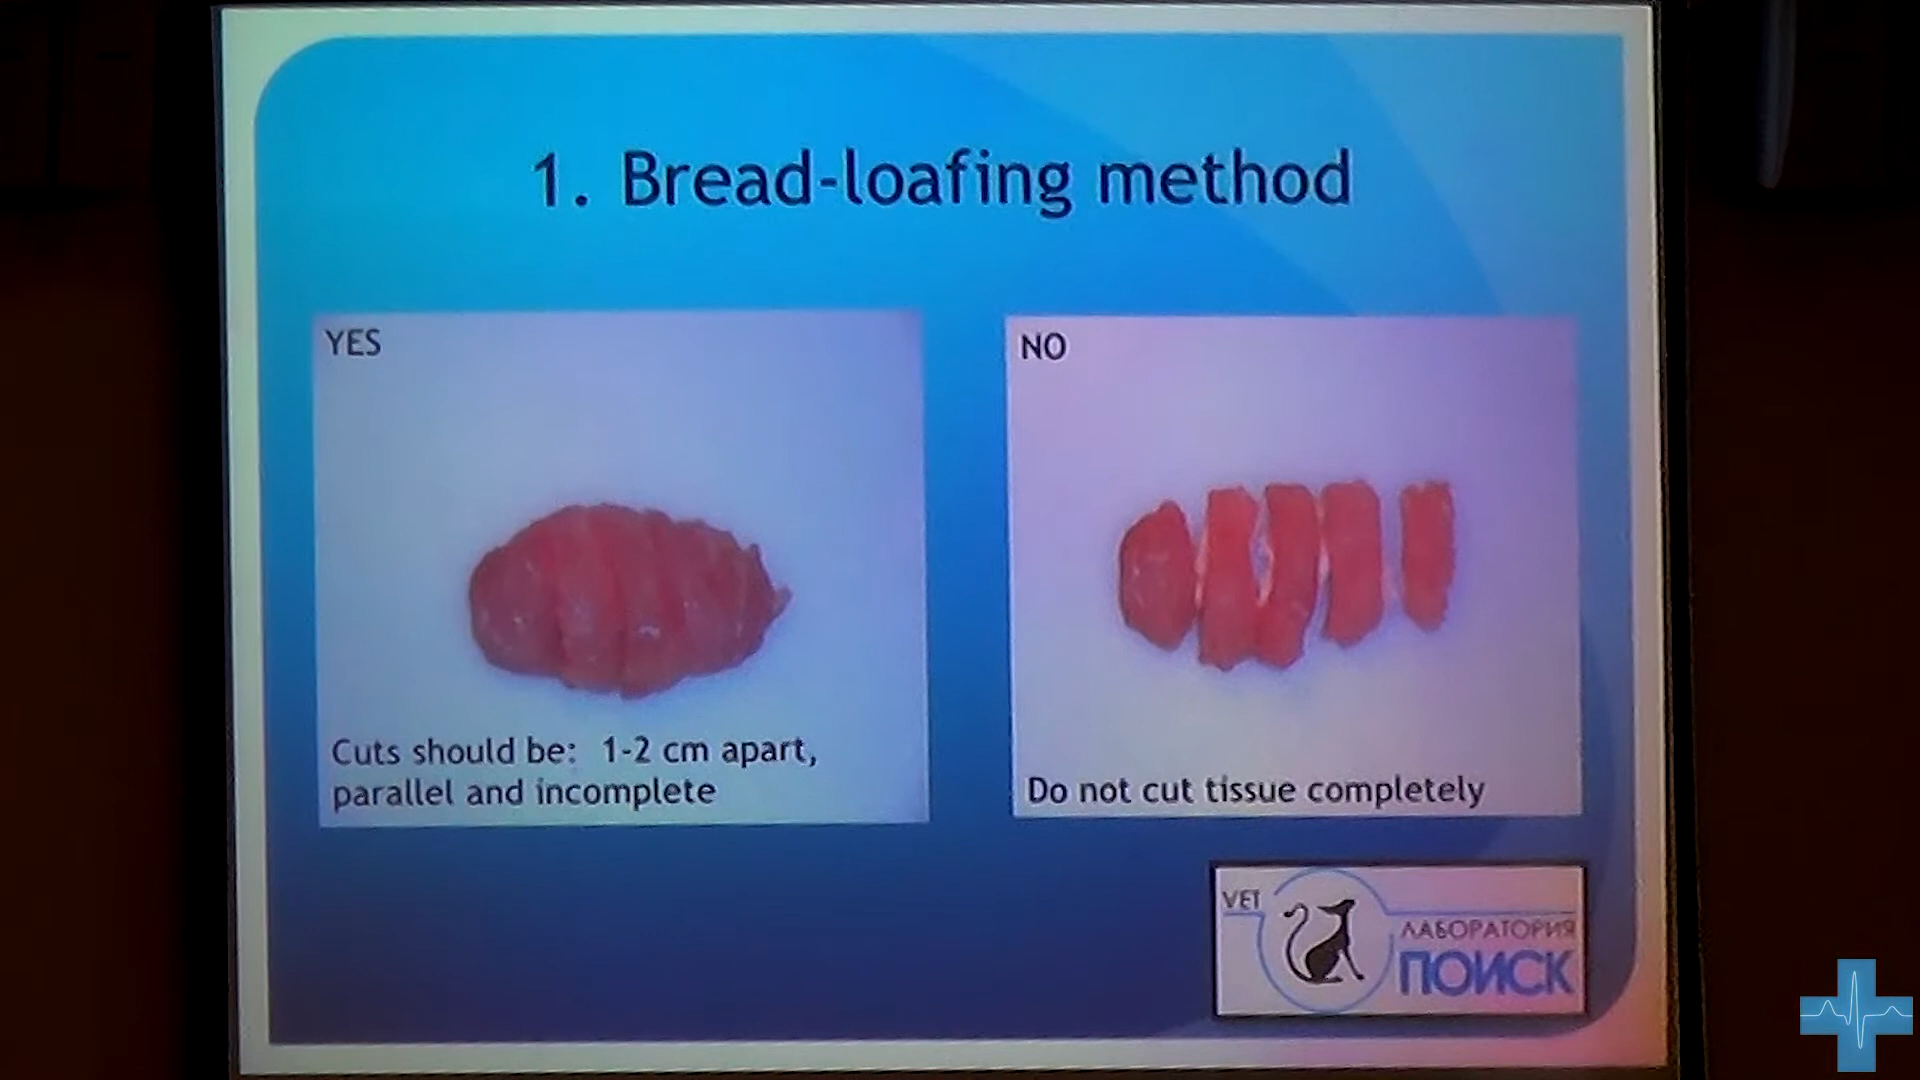 1. Bread-loafing method
YES
Cuts should be: 1-2 cm apart,
parallel and incomplete
NO
Do not cut tissue completely
VET
ЛАБОРАТОРИЯ
ПОИСК